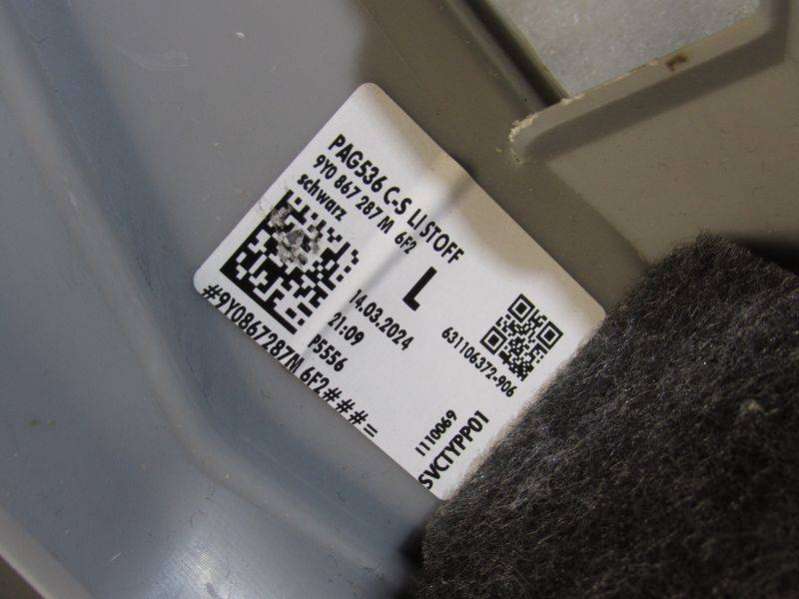 PAG536 C-S LI STOFF
9Y0 867 287 M 6F2
schwarz
L
14.03.2024
21:09
P5556
631106372-906
#9Y0867287M 6F2###=
1110069
SVCTYPP01